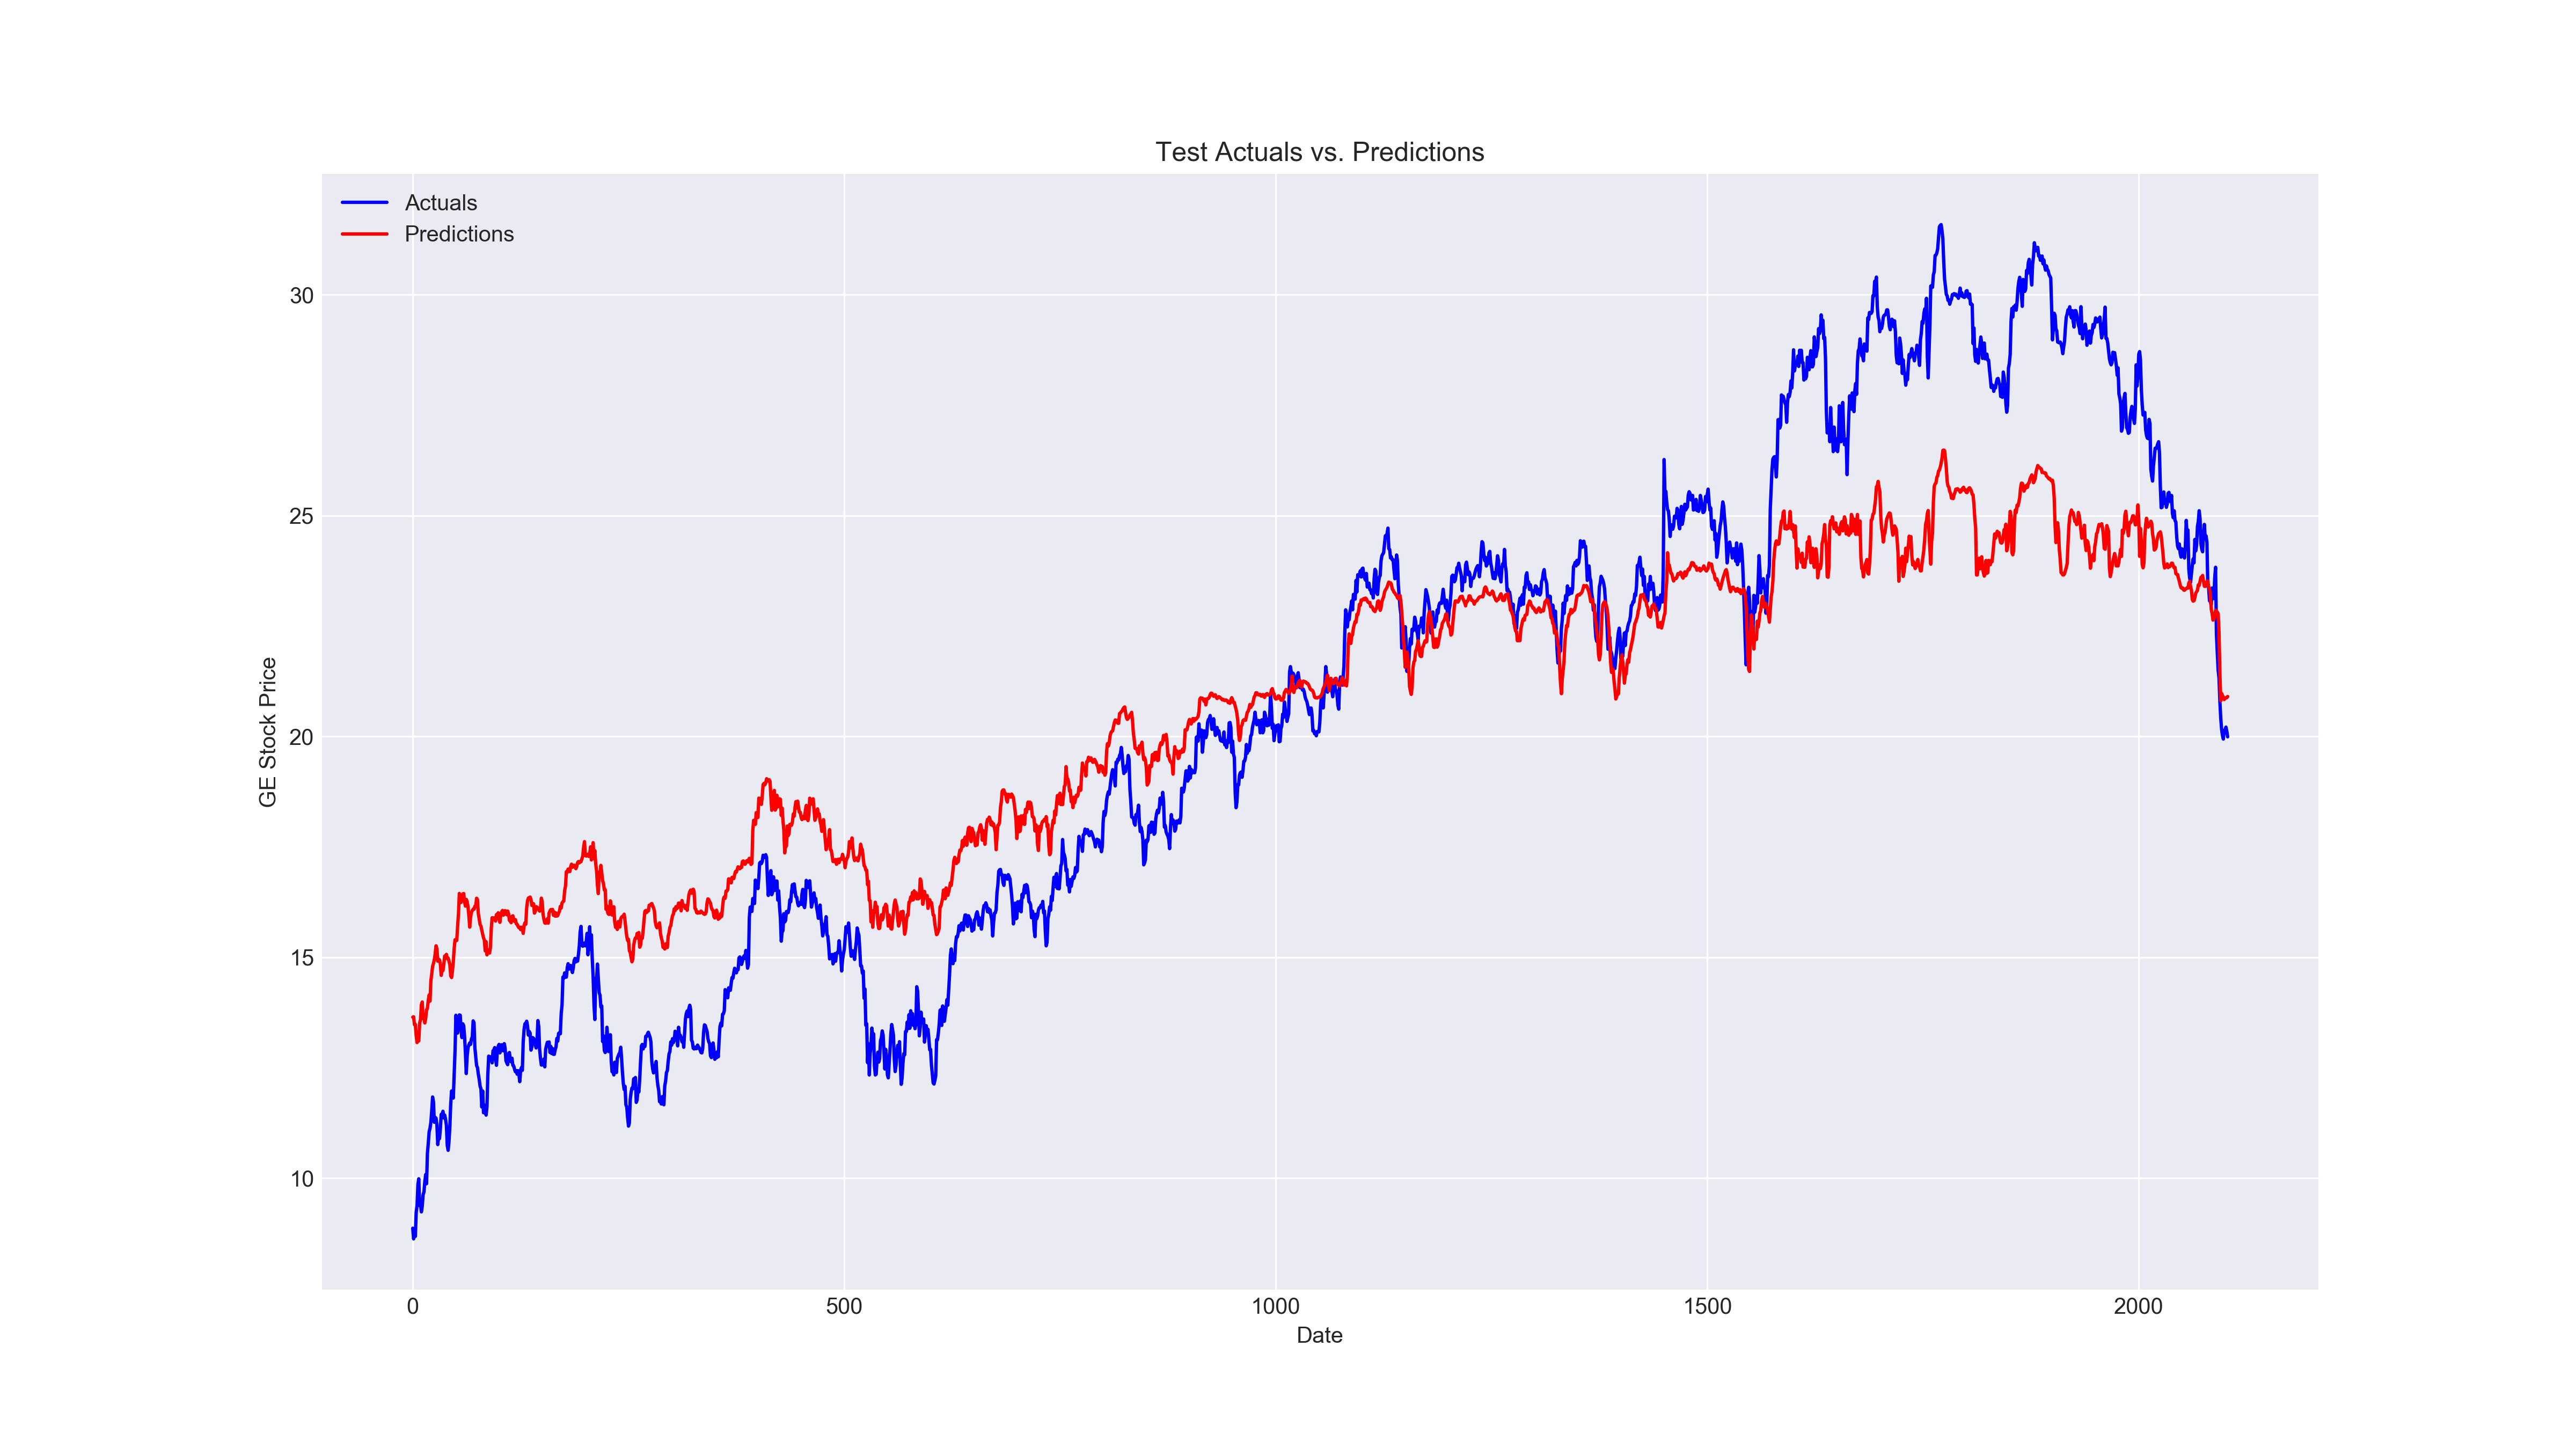 Test Actuals vs. Predictions
Actuals
Predictions
30
25
20
15
10
GE Stock Price
0 500 1000 1500 2000
Date